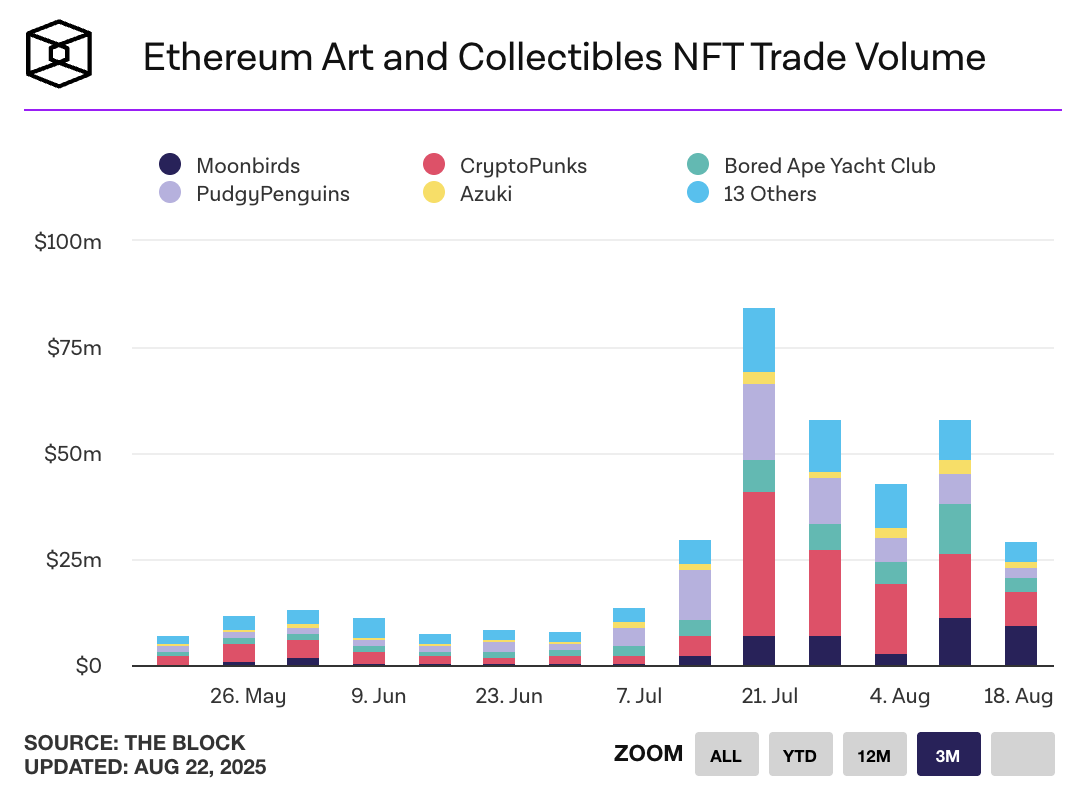 Ethereum Art and Collectibles NFT Trade Volume
Moonbirds CryptoPunks Bored Ape Yacht Club
PudgyPenguins Azuki 13 Others
$100m
$75m
$50m
$25m
$0
26. May 9. Jun 23. Jun 7. Jul 21. Jul 4. Aug 18. Aug
SOURCE: THE BLOCK
UPDATED: AUG 22, 2025
ZOOM ALL YTD 12M 3M